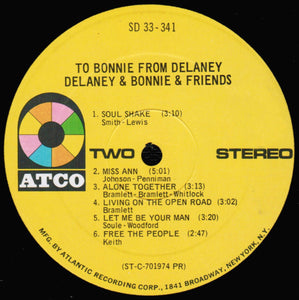 SD 33-341
TO BONNIE FROM DELANEY
DELANEY & BONNIE & FRIENDS
1. SOUL SHAKE (3:10)
Smith-Lewis
TWO
STEREO
2. MISS ANN (5:01)
Johnson-Penniman
3. ALONE TOGETHER (3:13)
Bramlett-Bramlett-Whitlock
4. LIVING ON THE OPEN ROAD (3:02)
Bramlett
5. LET ME BE YOUR MAN (3:20)
Soule-Woodford
6. FREE THE PEOPLE (3:00)
Keith
ATCO
(ST-C-701974 PR)
MFG. BY ATLANTIC RECORDING CORP., 1841 BROADWAY, NEW YORK, N.Y.